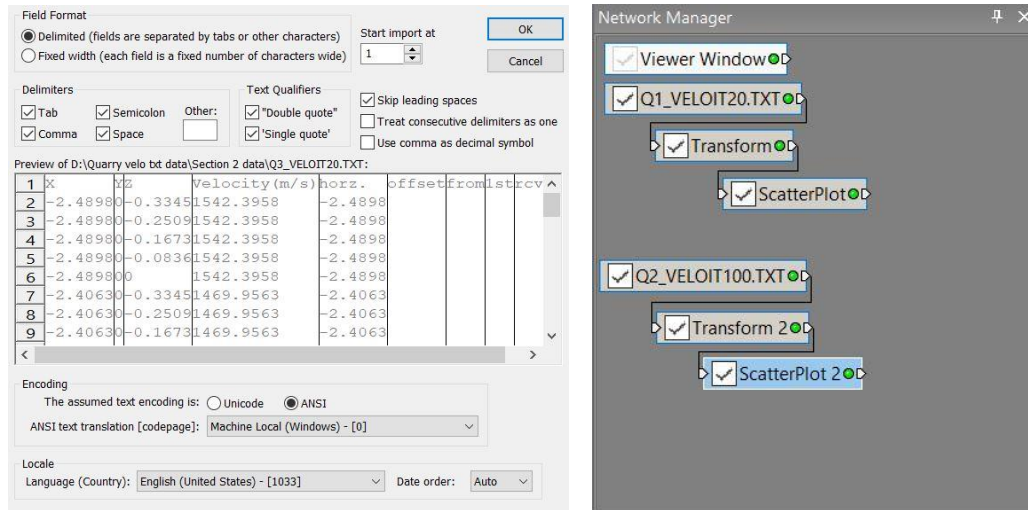 Field Format
Delimited (fields are separated by tabs or other characters)
Fixed width (each field is a fixed number of characters wide)
Start import at
1
OK
Cancel
Delimiters
Tab
Semicolon
Other:
Comma
Space
Text Qualifiers
"Double quote"
'Single quote'
Skip leading spaces
Treat consecutive delimiters as one
Use comma as decimal symbol
Preview of D:\Quarry velo txt data\Section 2 data\Q3_VELOIT20.TXT:
1 X Y Z Velocity(m/s) horz. offset from 1st rcv
2 -2.4898 0 -0.3345 1542.3958 -2.4898
3 -2.4898 0 -0.2509 1542.3958 -2.4898
4 -2.4898 0 -0.1673 1542.3958 -2.4898
5 -2.4898 0 -0.0836 1542.3958 -2.4898
6 -2.4898 0 0 1542.3958 -2.4898
7 -2.4063 0 -0.3345 1469.9563 -2.4063
8 -2.4063 0 -0.2509 1469.9563 -2.4063
9 -2.4063 0 -0.1673 1469.9563 -2.4063
Encoding
The assumed text encoding is: Unicode ANSI
ANSI text translation [codepage]: Machine Local (Windows) - [0]
Locale
Language (Country): English (United States) - [1033] Date order: Auto
Network Manager
Viewer Window
Q1_VELOIT20.TXT
Transform
ScatterPlot
Q2_VELOIT100.TXT
Transform 2
ScatterPlot 2